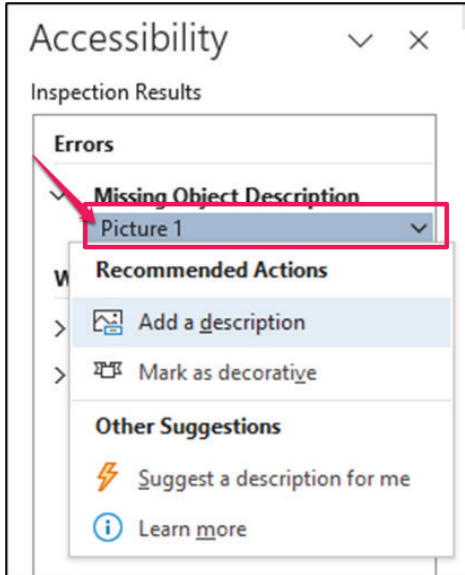 Accessibility
Inspection Results
Errors
Missing Object Description
Picture 1
W
Recommended Actions
Add a description
Mark as decorative
Other Suggestions
Suggest a description for me
Learn more